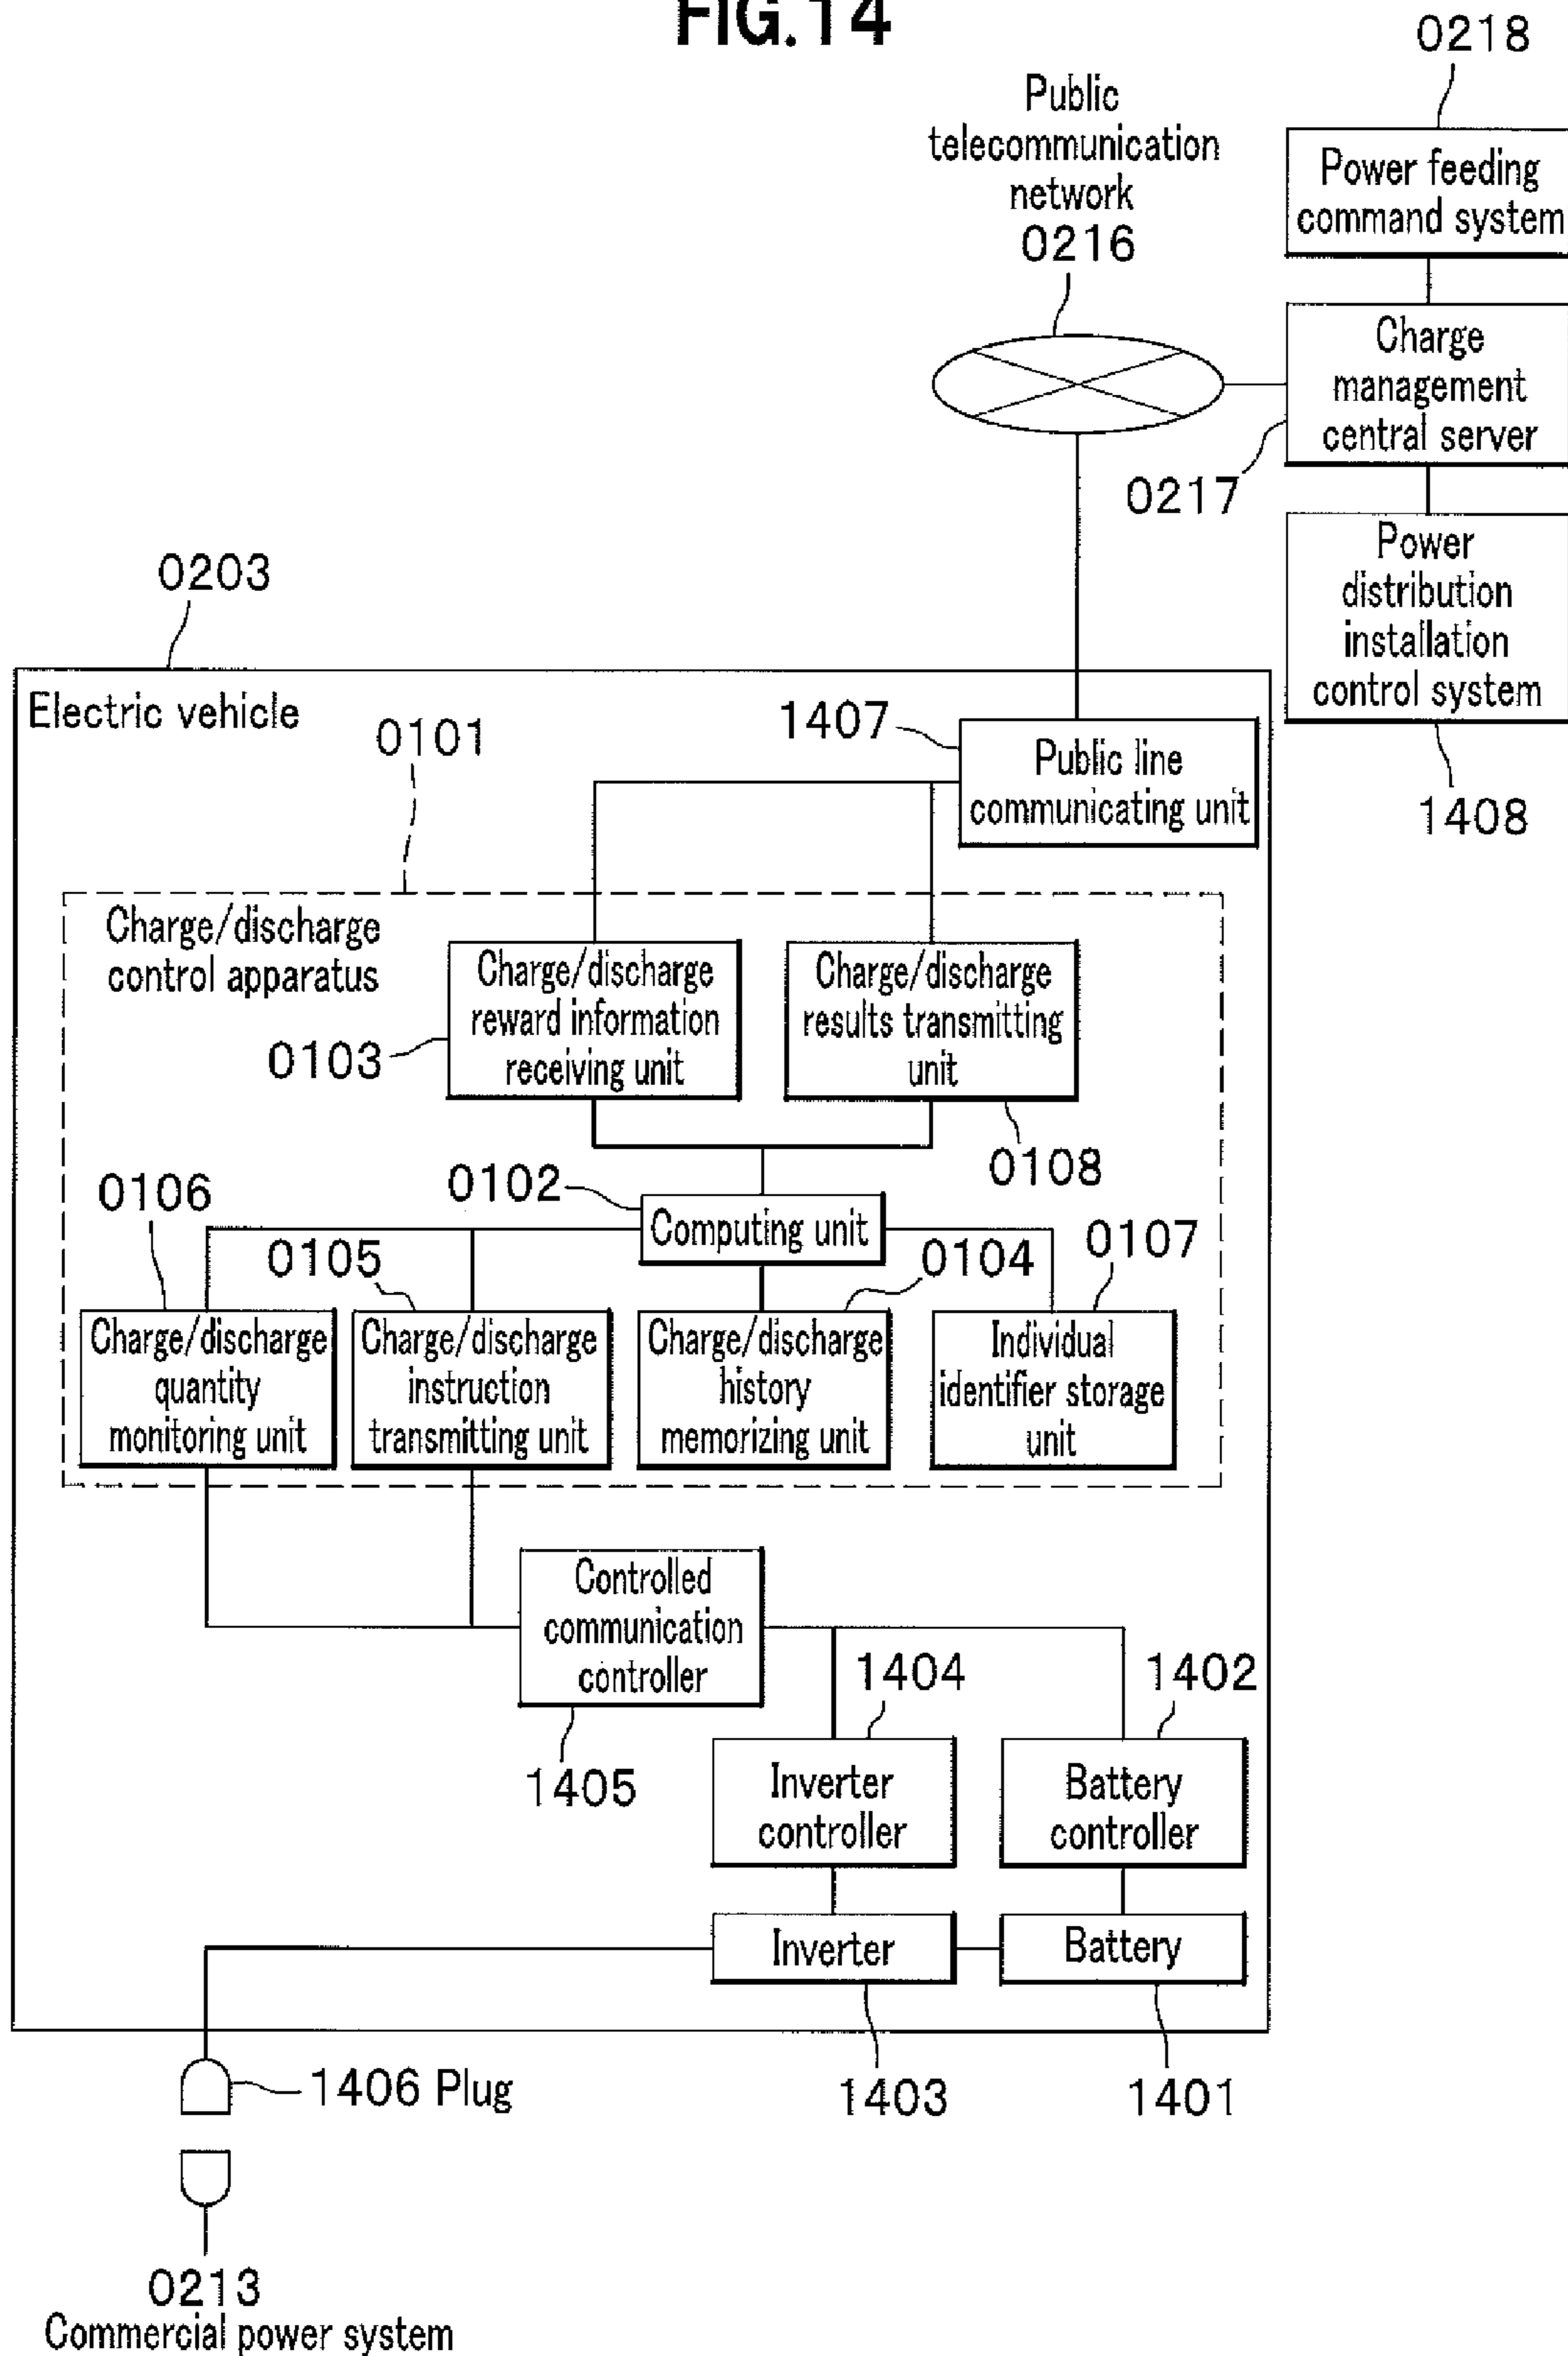 FIG.14
0218
Public
telecommunication
network
0216
Power feeding
command system
Charge
management
central server
0217
Power
distribution
installation
control system
1408
0203
Electric vehicle
0101
1407
Public line
communicating unit
Charge/discharge
control apparatus
Charge/discharge
reward information
receiving unit
0103
Charge/discharge
results transmitting
unit
0108
0102
Computing unit
0106
0105
0104
0107
Charge/discharge
quantity
monitoring unit
Charge/discharge
instruction
transmitting unit
Charge/discharge
history
memorizing unit
Individual
identifier storage
unit
Controlled
communication
controller
1405
1404
1402
Inverter
controller
Battery
controller
Inverter
Battery
1403
1401
1406 Plug
0213
Commercial power system